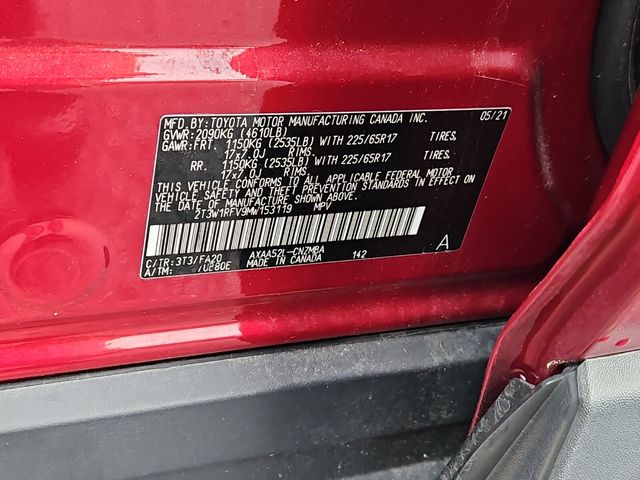 MFD.BY:TOYOTA MOTOR MANUFACTURING CANADA INC. 05/21
GVWR:2090KG (4610LB)
GAWR:FRT. 1150KG (2535LB) WITH 225/65R17 TIRES,
17x7.0J RIMS.
RR. 1150KG (2535LB) WITH 225/65R17 TIRES,
17x7.0J RIMS.
THIS VEHICLE CONFORMS TO ALL APPLICABLE FEDERAL MOTOR
VEHICLE SAFETY AND THEFT PREVENTION STANDARDS IN EFFECT
ON THE DATE OF MANUFACTURE SHOWN ABOVE.
2T3W1RFV9MW153119 MPV
C/TR:3T3/FA20 AXAA52L-CNZMBA 142 A
A/TM: /UB80E MADE IN CANADA